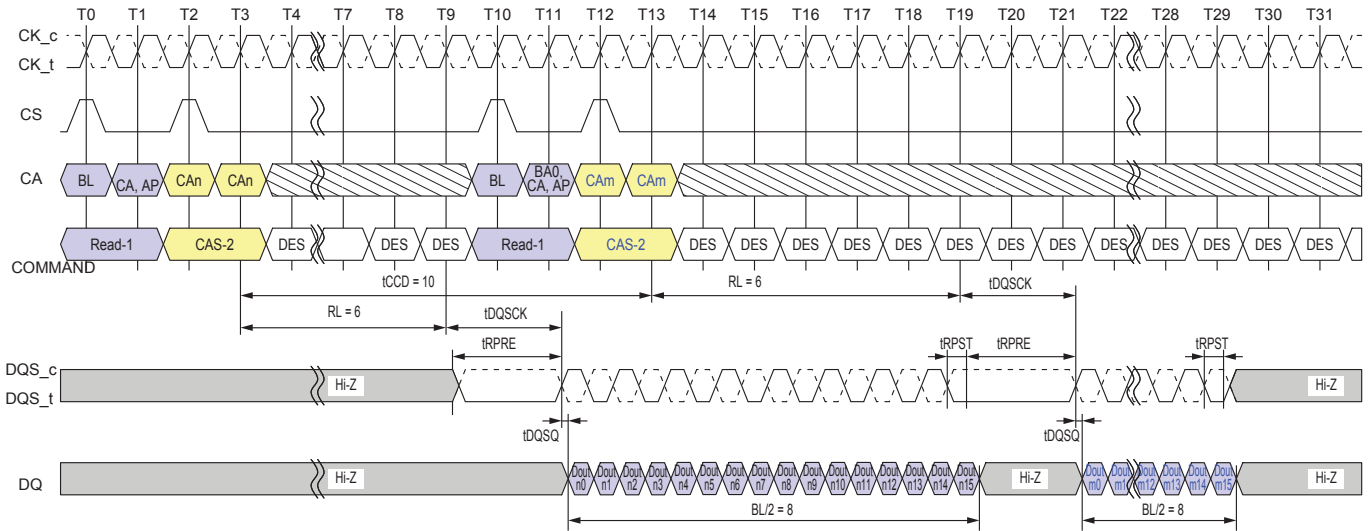 T0 T1 T2 T3 T4 T7 T8 T9 T10 T11 T12 T13 T14 T15 T16 T17 T18 T19 T20 T21 T22 T28 T29 T30 T31
CK_c
CK_t
CS
CA BL CA, AP CAn CAn BL BA0, CA, AP CAm CAm
COMMAND Read-1 CAS-2 DES DES DES Read-1 CAS-2 DES DES DES DES DES DES DES DES DES DES DES DES DES
tCCD = 10 RL = 6 tDQSCK
RL = 6 tDQSCK
tRPRE tRPST tRPRE tRPST
DQS_c
DQS_t
Hi-Z Hi-Z
tDQSQ tDQSQ
DQ Hi-Z Dout n0 Dout n1 Dout n2 Dout n3 Dout n4 Dout n5 Dout n6 Dout n7 Dout n8 Dout n9 Dout n10 Dout n11 Dout n12 Dout n13 Dout n14 Dout n15 Hi-Z Dout m0 Dout m1 Dout m12 Dout m13 Dout m14 Dout m15 Hi-Z
BL/2 = 8 BL/2 = 8